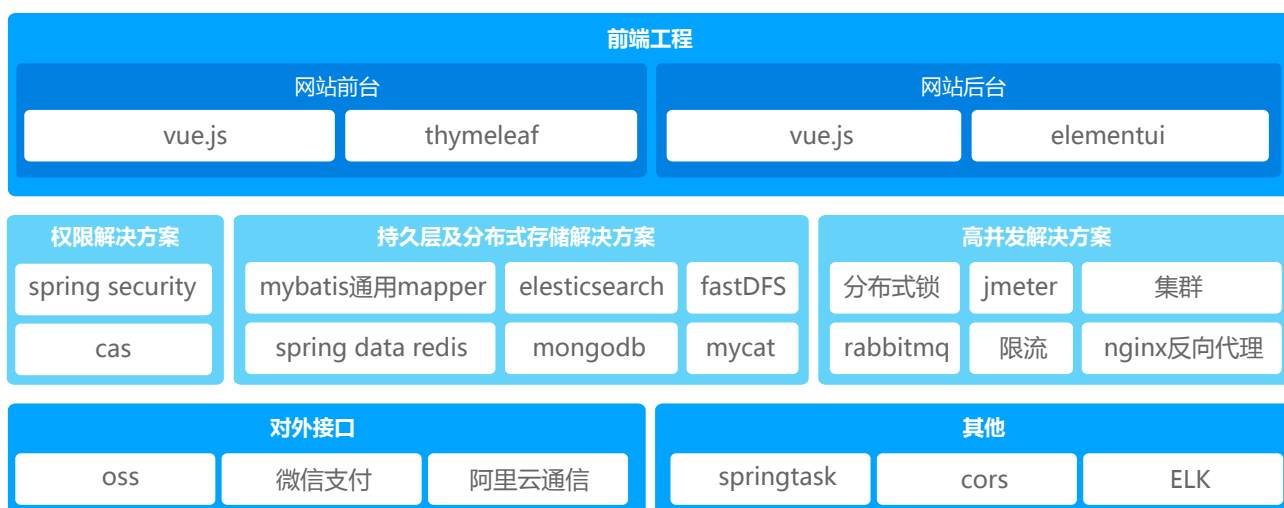 前端工程
网站前台
网站后台
vue.js
thymeleaf
vue.js
elementui
权限解决方案
spring security
cas
持久层及分布式存储解决方案
mybatis通用mapper
elesticsearch
fastDFS
spring data redis
mongodb
mycat
高并发解决方案
分布式锁
jmeter
集群
rabbitmq
限流
nginx反向代理
对外接口
oss
微信支付
阿里云通信
其他
springtask
cors
ELK